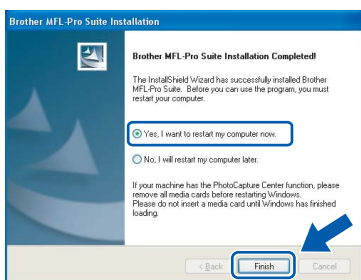 Brother MFL-Pro Suite Installation
Brother MFL-Pro Suite Installation Completed!
The InstallShield Wizard has successfully installed Brother
MFL-Pro Suite. Before you can use the program, you must
restart your computer.
Yes, I want to restart my computer now.
No, I will restart my computer later.
If your machine has the PhotoCapture Center function, please
remove all media cards before restarting Windows.
Please do not insert a media card until Windows has finished
loading.
< Back
Finish
Cancel